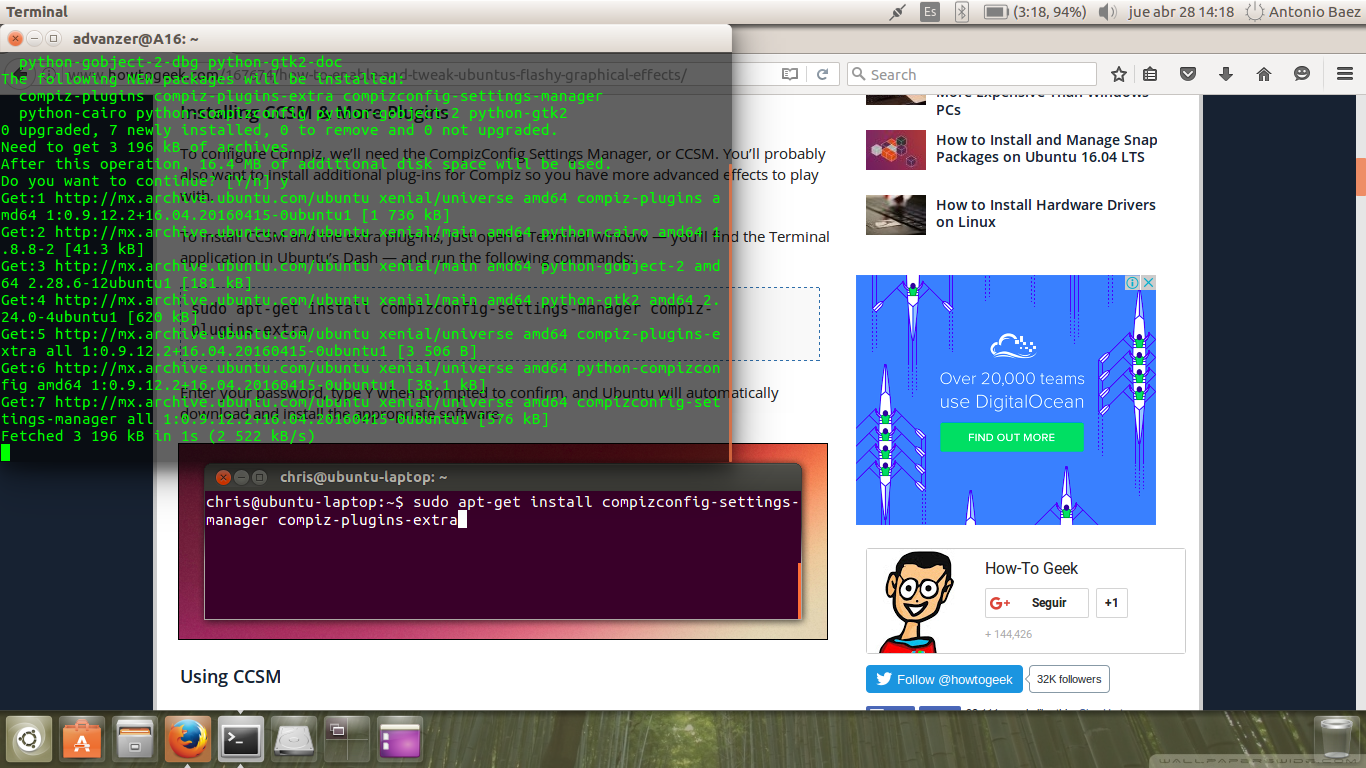 Terminal
Es
(3:18, 94%)
jue abr 28 14:18
Antonio Baez
advanzer@A16: ~
tweak-ubuntus-flashy-graphical-effects/
Search
python-gobject-2-dbg python-gtk2-doc
The following NEW packages will be installed:
compiz-plugins compiz-plugins-extra compizconfig-settings-manager
python-cairo python-compizconfig python-gobject-2 python-gtk2
0 upgraded, 7 newly installed, 0 to remove and 0 not upgraded.
Need to get 3 196 kB of archives.
After this operation, 16.4 MB of additional disk space will be used.
Do you want to continue? [Y/n] y
Get:1 http://mx.archive.ubuntu.com/ubuntu xenial/universe amd64 compiz-plugins a
md64 1:0.9.12.2+16.04.20160415-0ubuntu1 [1 736 kB]
Get:2 http://mx.archive.ubuntu.com/ubuntu xenial/main amd64 python-cairo amd64 1
.8.8-2 [41.3 kB]
Get:3 http://mx.archive.ubuntu.com/ubuntu xenial/main amd64 python-gobject-2 amd
64 2.28.6-12ubuntu1 [181 kB]
Get:4 http://mx.archive.ubuntu.com/ubuntu xenial/main amd64 python-gtk2 amd64 2.
24.0-4ubuntu1 [620 kB]
Get:5 http://mx.archive.ubuntu.com/ubuntu xenial/universe amd64 compiz-plugins-e
xtra all 1:0.9.12.2+16.04.20160415-0ubuntu1 [3 506 B]
Get:6 http://mx.archive.ubuntu.com/ubuntu xenial/universe amd64 python-compizcon
fig amd64 1:0.9.12.2+16.04.20160415-0ubuntu1 [38.1 kB]
Get:7 http://mx.archive.ubuntu.com/ubuntu xenial/universe amd64 compizconfig-set
tings-manager all 1:0.9.12.2+16.04.20160415-0ubuntu1 [576 kB]
Fetched 3 196 kB in 1s (2 522 kB/s)
Installing CCSM & More Plugins
To configure Compiz, we’ll need the CompizConfig Settings Manager, or CCSM. You’ll probably
also want to install additional plug-ins for Compiz so you have more advanced effects to play
with.
To install CCSM and the extra plug-ins, just open a Terminal window — you’ll find the Terminal
application in Ubuntu’s Dash — and run the following commands:
sudo apt-get install compizconfig-settings-manager compiz-
plugins-extra
Enter your password, type Y when prompted to confirm, and Ubuntu will automatically
download and install the appropriate software.
chris@ubuntu-laptop: ~
chris@ubuntu-laptop:~$ sudo apt-get install compizconfig-settings-
manager compiz-plugins-extra
Using CCSM
More Expensive Than Windows
PCs
How to Install and Manage Snap
Packages on Ubuntu 16.04 LTS
How to Install Hardware Drivers
on Linux
Over 20,000 teams
use DigitalOcean
FIND OUT MORE
How-To Geek
G+ Seguir
+1
+ 144,426
Follow @howtogeek
32K followers